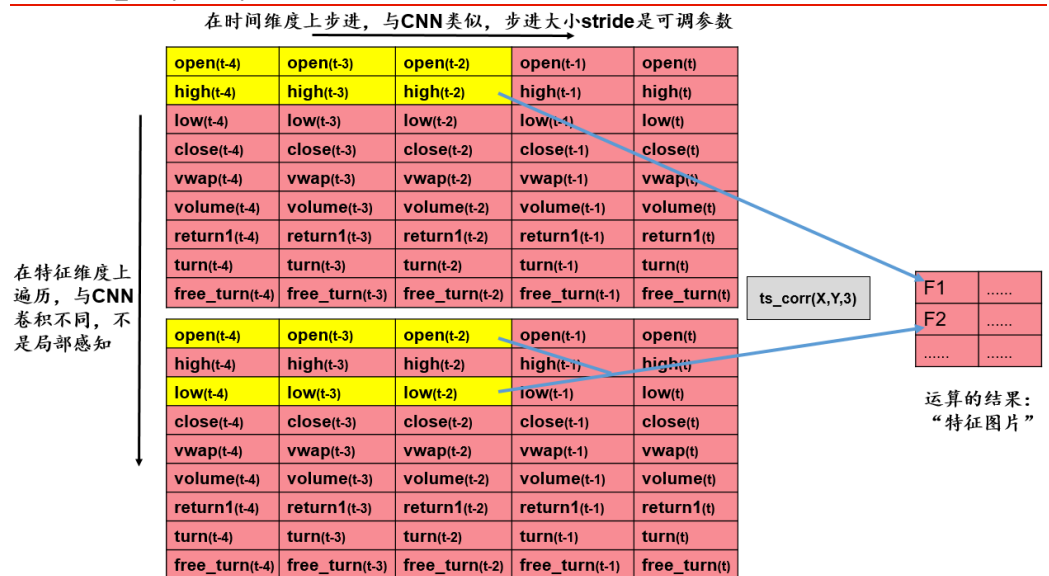 在时间维度上步进，与CNN类似，步进大小stride是可调参数
open(t-4) open(t-3) open(t-2) open(t-1) open(t)
high(t-4) high(t-3) high(t-2) high(t-1) high(t)
low(t-4) low(t-3) low(t-2) low(t-1) low(t)
close(t-4) close(t-3) close(t-2) close(t-1) close(t)
vwap(t-4) vwap(t-3) vwap(t-2) vwap(t-1) vwap(t)
volume(t-4) volume(t-3) volume(t-2) volume(t-1) volume(t)
return1(t-4) return1(t-3) return1(t-2) return1(t-1) return1(t)
turn(t-4) turn(t-3) turn(t-2) turn(t-1) turn(t)
free_turn(t-4) free_turn(t-3) free_turn(t-2) free_turn(t-1) free_turn(t)
在特征维度上
遍历，与CNN
卷积不同，不
是局部感知
open(t-4) open(t-3) open(t-2) open(t-1) open(t)
high(t-4) high(t-3) high(t-2) high(t-1) high(t)
low(t-4) low(t-3) low(t-2) low(t-1) low(t)
close(t-4) close(t-3) close(t-2) close(t-1) close(t)
vwap(t-4) vwap(t-3) vwap(t-2) vwap(t-1) vwap(t)
volume(t-4) volume(t-3) volume(t-2) volume(t-1) volume(t)
return1(t-4) return1(t-3) return1(t-2) return1(t-1) return1(t)
turn(t-4) turn(t-3) turn(t-2) turn(t-1) turn(t)
free_turn(t-4) free_turn(t-3) free_turn(t-2) free_turn(t-1) free_turn(t)
ts_corr(X,Y,3)
F1 ......
F2 ......
...... ......
运算的结果：
“特征图片”